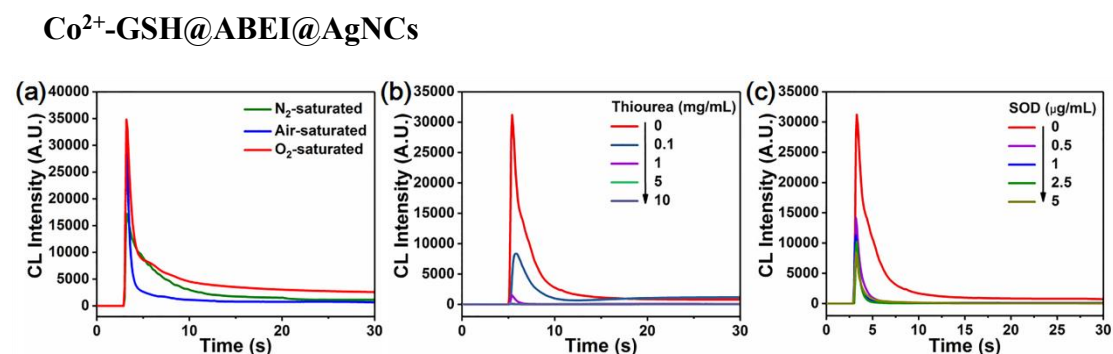 Co²⁺-GSH@ABEI@AgNCs
(a)
CL Intensity (A.U.)
40000
35000
30000
25000
20000
15000
10000
5000
0
N₂-saturated
Air-saturated
O₂-saturated
0 10 20 30
Time (s)
(b)
CL Intensity (A.U.)
35000
30000
25000
20000
15000
10000
5000
0
Thiourea (mg/mL)
0
0.1
1
5
10
0 10 20 30
Time (s)
(c)
CL Intensity (A.U.)
35000
30000
25000
20000
15000
10000
5000
0
SOD (μg/mL)
0
0.5
1
2.5
5
0 5 10 15 20 25 30
Time (s)